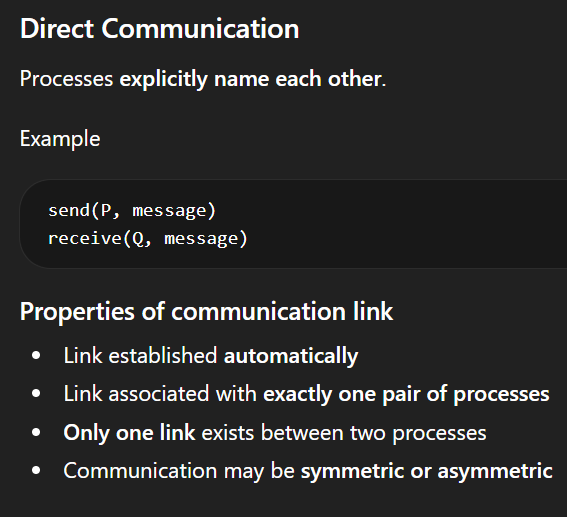 Direct Communication
Processes explicitly name each other.
Example
send(P, message)
receive(Q, message)
Properties of communication link
• Link established automatically
• Link associated with exactly one pair of processes
• Only one link exists between two processes
• Communication may be symmetric or asymmetric